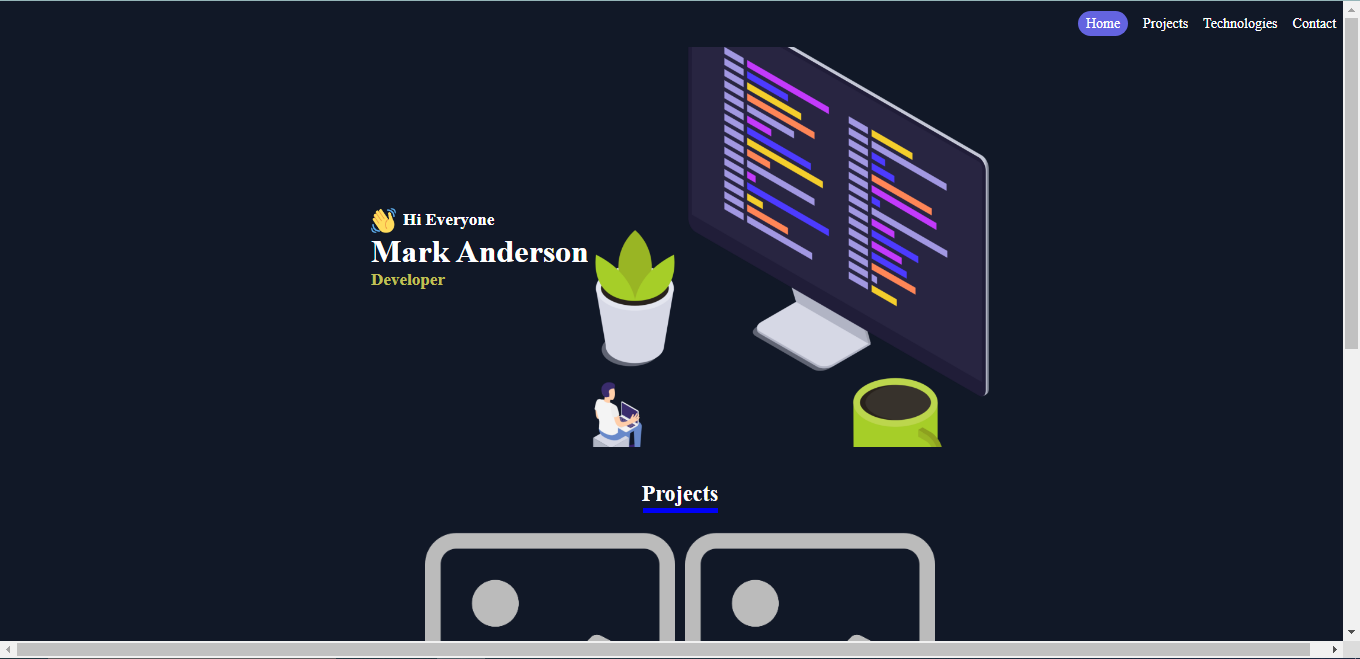 Home Projects Technologies Contact
👋 Hi Everyone
Mark Anderson
Developer
Projects